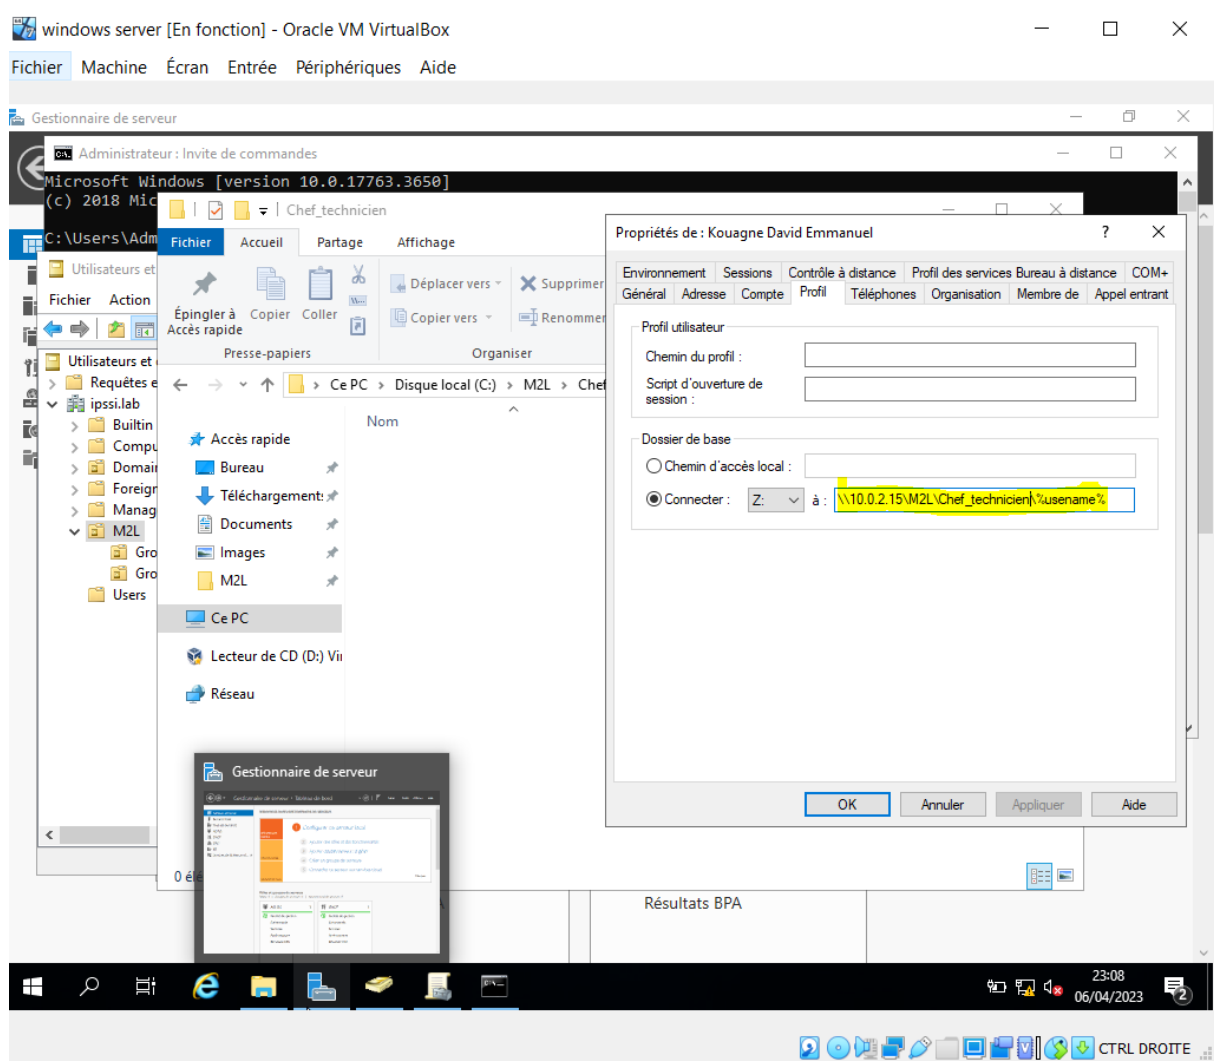 windows server [En fonction] - Oracle VM VirtualBox
Fichier Machine Écran Entrée Périphériques Aide
Gestionnaire de serveur
Administrateur : Invite de commandes
Microsoft Windows [version 10.0.17763.3650]
(c) 2018 Mic
C:\Users\Adm
Chef_technicien
Fichier Accueil Partage Affichage
Utilisateurs et
Fichier Action
Épingler à Accès rapide
Copier
Coller
Déplacer vers
Copier vers
Supprimer
Renommer
Presse-papiers
Organiser
Ce PC > Disque local (C:) > M2L > Chef
Nom
Utilisateurs et
Requêtes e
ipssi.lab
Builtin
Compu
Domai
Foreign
Manag
M2L
Gro
Gro
Users
Accès rapide
Bureau
Téléchargement
Documents
Images
M2L
Ce PC
Lecteur de CD (D:) Vi
Réseau
0 élé
Propriétés de : Kouagne David Emmanuel
Environnement Sessions Contrôle à distance Profil des services Bureau à distance COM+
Général Adresse Compte Profil Téléphones Organisation Membre de Appel entrant
Profil utilisateur
Chemin du profil :
Script d'ouverture de
session :
Dossier de base
Chemin d'accès local :
Connecter : Z: à : \\10.0.2.15\M2L\Chef_technicien\%usename%
OK Annuler Appliquer Aide
Gestionnaire de serveur
Résultats BPA
23:08
06/04/2023
2
CTRL DROITE